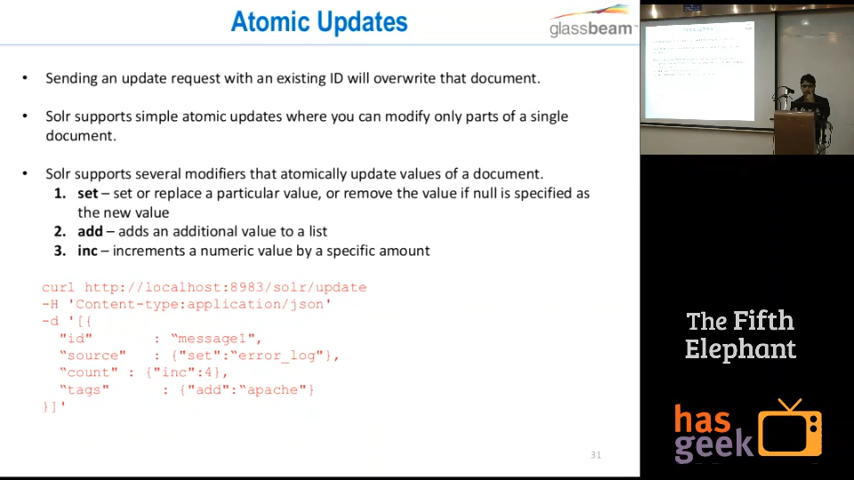 Atomic Updates
glassbeam
• Sending an update request with an existing ID will overwrite that document.
• Solr supports simple atomic updates where you can modify only parts of a single
document.
• Solr supports several modifiers that atomically update values of a document.
1. set – set or replace a particular value, or remove the value if null is specified as
the new value
2. add – adds an additional value to a list
3. inc – increments a numeric value by a specific amount
curl http://localhost:8983/solr/update
-H 'Content-type:application/json'
-d '[{
"id" : “message1",
“source" : {"set":“error_log"},
“count" : {"inc":4},
“tags" : {"add":“apache"}
}]'
31
The Fifth
Elephant
has
geek